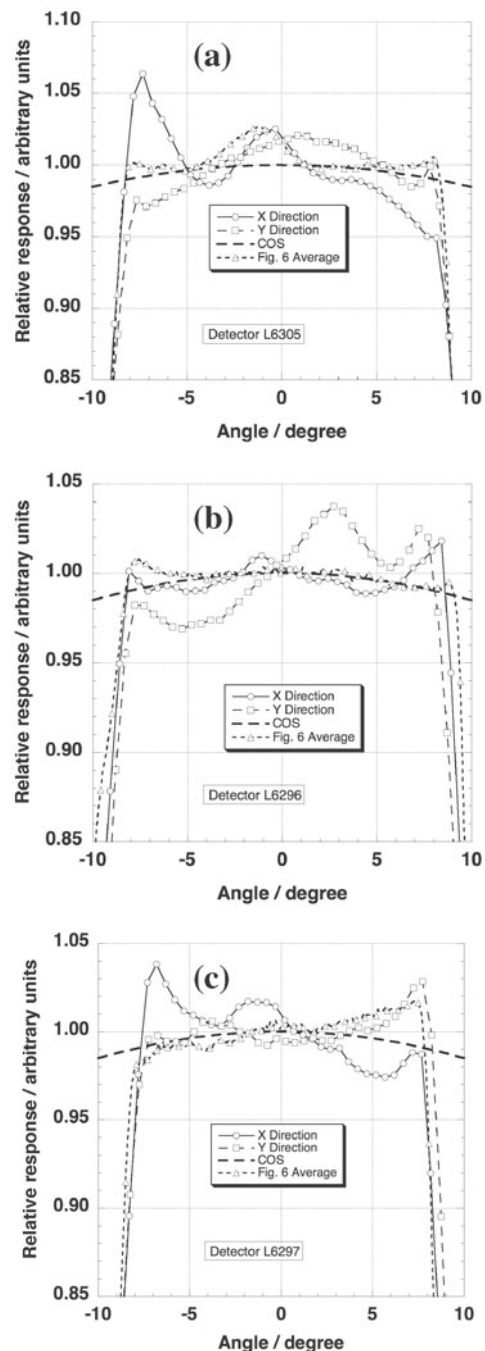 1.10
(a)
1.05
1.00
0.95
0.90
0.85
Relative response / arbitrary units
X Direction
Y Direction
COS
Fig. 6 Average
Detector L6305
-10 -5 0 5 10
Angle / degree
1.05
(b)
1.00
0.95
0.90
0.85
Relative response / arbitrary units
X Direction
Y Direction
COS
Fig. 6 Average
Detector L6296
-10 -5 0 5 10
Angle / degree
1.05
(c)
1.00
0.95
0.90
0.85
Relative response / arbitrary units
X Direction
Y Direction
COS
Fig. 6 Average
Detector L6297
-10 -5 0 5 10
Angle / degree